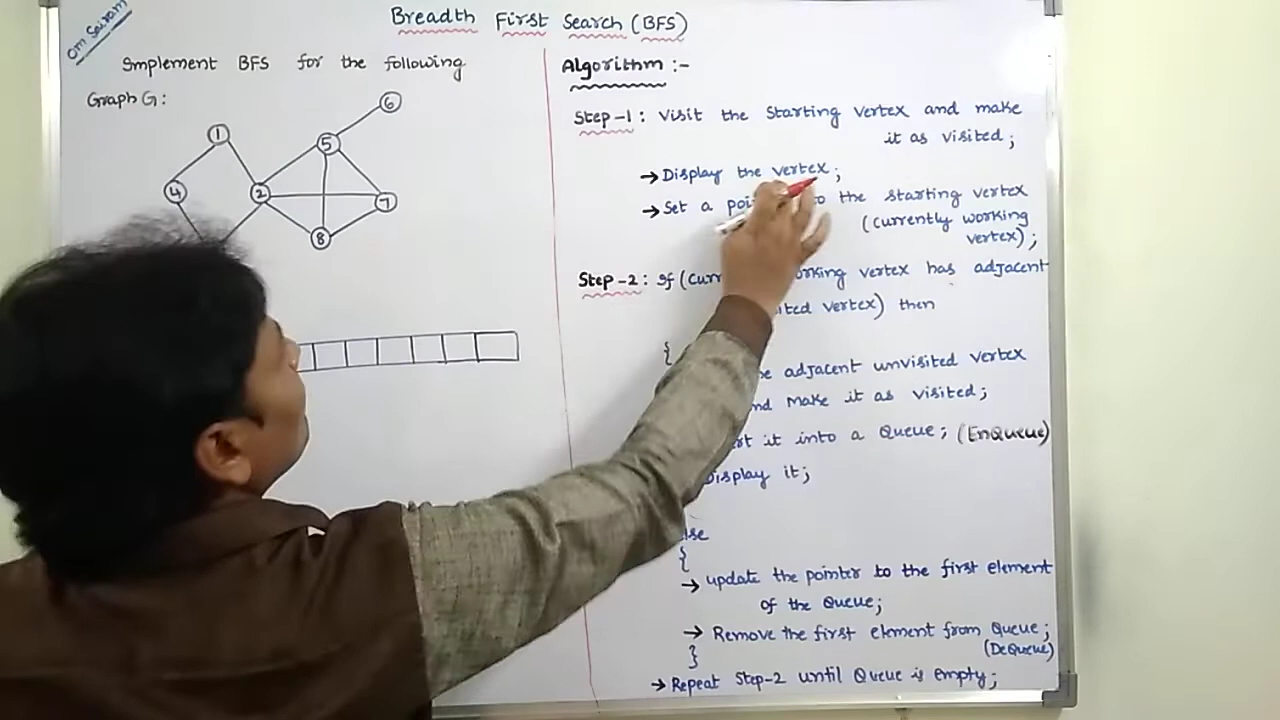 Om Sairam
Breadth First Search (BFS)
Implement BFS for the following
Graph G:
6
1
5
4
2
7
8
Algorithm :-
Step-1: Visit the Starting Vertex and make
it as visited;
→ Display the vertex;
→ Set a the starting vertex
(currently working
vertex);
Step-2: If ( vertex has adjacent
vertex) then
{
adjacent unvisited vertex
make it as visited;
it into a Queue; (EnQueue)
Display it;
{
→ update the pointer to the first element
of the Queue;
→ Remove the first element from Queue;
(DeQueue)
}
→ Repeat Step-2 until Queue is empty;